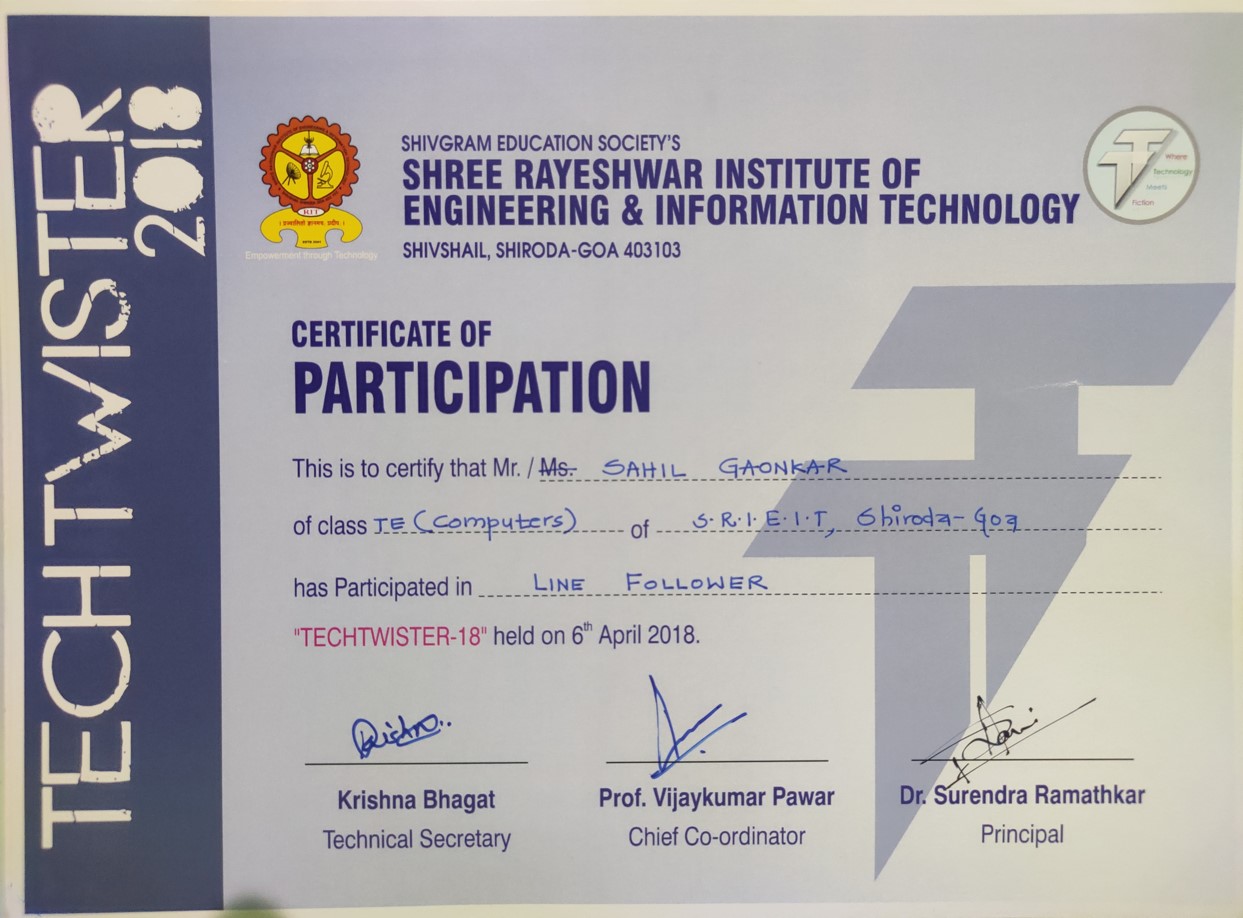 TECHTWISTER
2018
SHIVGRAM EDUCATION SOCIETY'S
SHREE RAYESHWAR INSTITUTE OF
ENGINEERING & INFORMATION TECHNOLOGY
SHIVSHAIL, SHIRODA-GOA 403103
RIT
Empowerment through Technology
TT
Where
Technology
Meets
Fiction
CERTIFICATE OF
PARTICIPATION
This is to certify that Mr. / Ms. SAHIL GAONKAR
of class TE (Computers) of S.R.I.E.I.T, Shiroda-Goa
has Participated in LINE FOLLOWER
"TECHTWISTER-18" held on 6th April 2018.
Krishna Bhagat
Technical Secretary
Prof. Vijaykumar Pawar
Chief Co-ordinator
Dr. Surendra Ramathkar
Principal